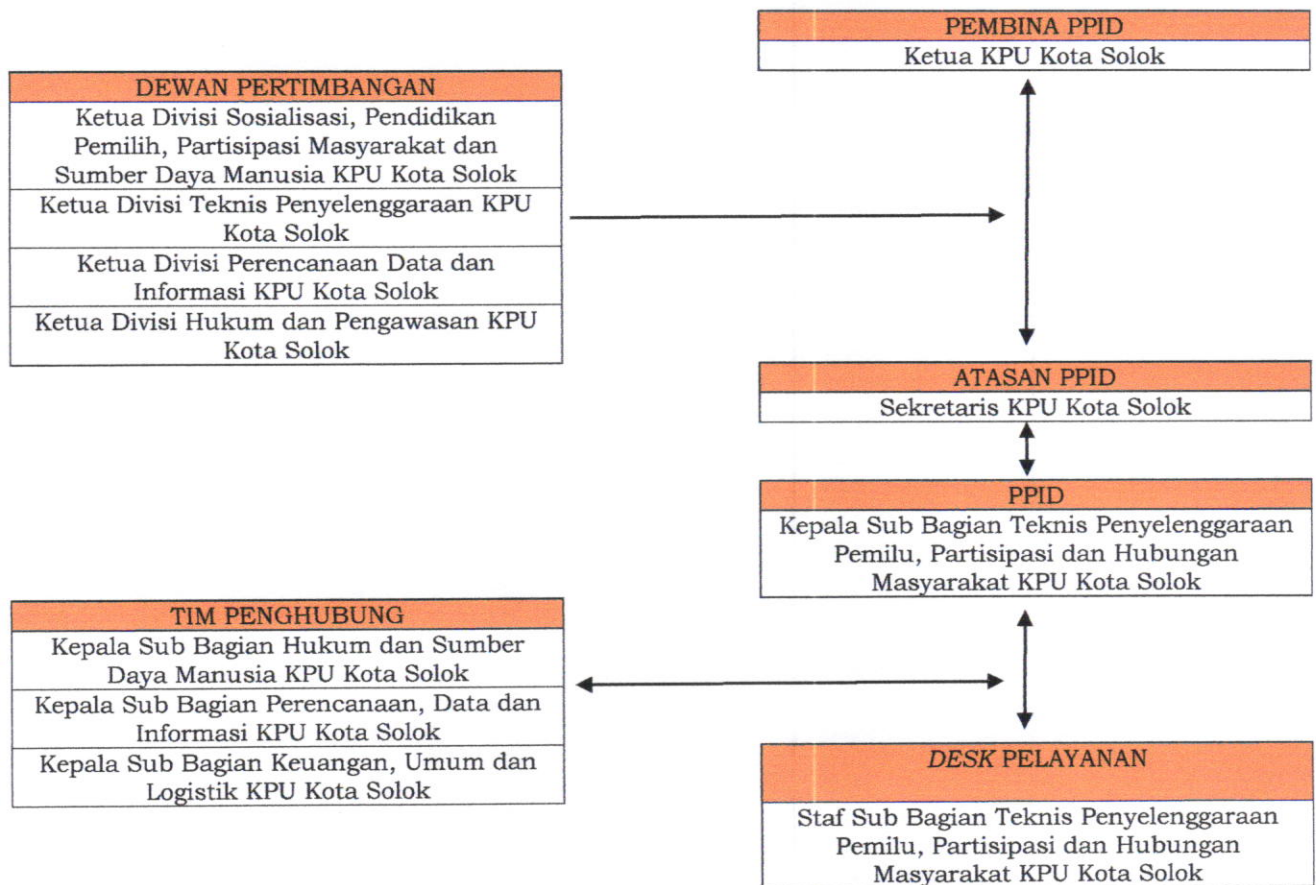 PEMBINA PPID
Ketua KPU Kota Solok
DEWAN PERTIMBANGAN
Ketua Divisi Sosialisasi, Pendidikan
Pemilih, Partisipasi Masyarakat dan
Sumber Daya Manusia KPU Kota Solok
Ketua Divisi Teknis Penyelenggaraan KPU
Kota Solok
Ketua Divisi Perencanaan Data dan
Informasi KPU Kota Solok
Ketua Divisi Hukum dan Pengawasan KPU
Kota Solok
ATASAN PPID
Sekretaris KPU Kota Solok
PPID
Kepala Sub Bagian Teknis Penyelenggaraan
Pemilu, Partisipasi dan Hubungan
Masyarakat KPU Kota Solok
TIM PENGHUBUNG
Kepala Sub Bagian Hukum dan Sumber
Daya Manusia KPU Kota Solok
Kepala Sub Bagian Perencanaan, Data dan
Informasi KPU Kota Solok
Kepala Sub Bagian Keuangan, Umum dan
Logistik KPU Kota Solok
DESK PELAYANAN
Staf Sub Bagian Teknis Penyelenggaraan
Pemilu, Partisipasi dan Hubungan
Masyarakat KPU Kota Solok